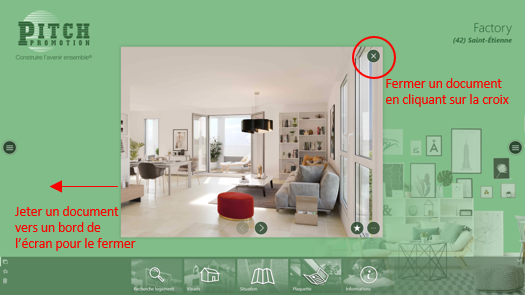 PITCH
PROMOTION
Construire l'avenir ensemble®
Factory
(42) Saint-Étienne
Fermer un document
en cliquant sur la croix
Jeter un document
vers un bord de
l'écran pour le fermer
Recherche logement
Visuels
Situation
Plaquette
Informations